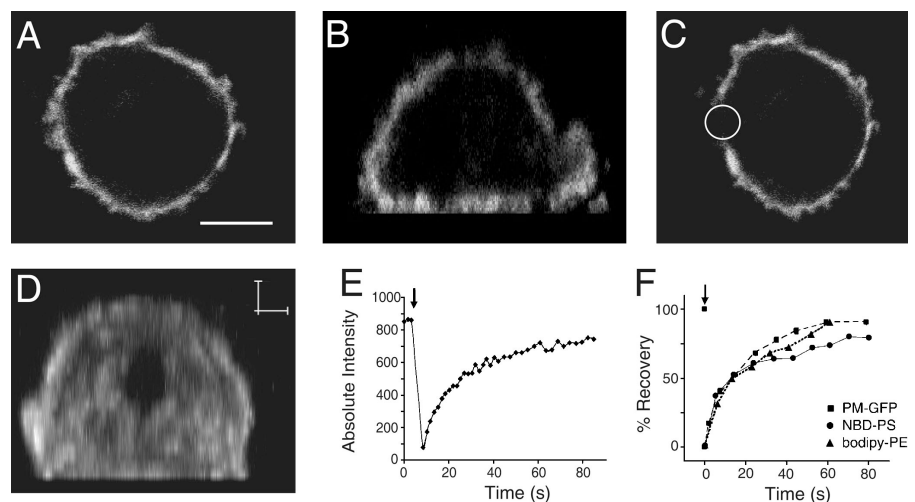 A
B
C
D
E
1000
800
600
400
200
0
Absolute Intensity
0 20 40 60 80
Time (s)
F
100
50
0
% Recovery
PM-GFP
NBD-PS
bodipy-PE
0 20 40 60 80
Time (s)